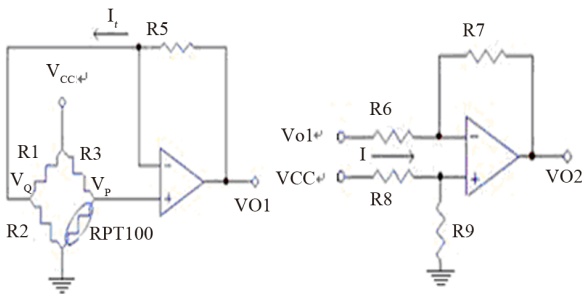 It
R5
VCC↵
R1
R3
VQ
VP
R2
RPT100
-
+
VO1
R7
R6
Vo1↵
I
VCC↵
R8
-
+
VO2
R9